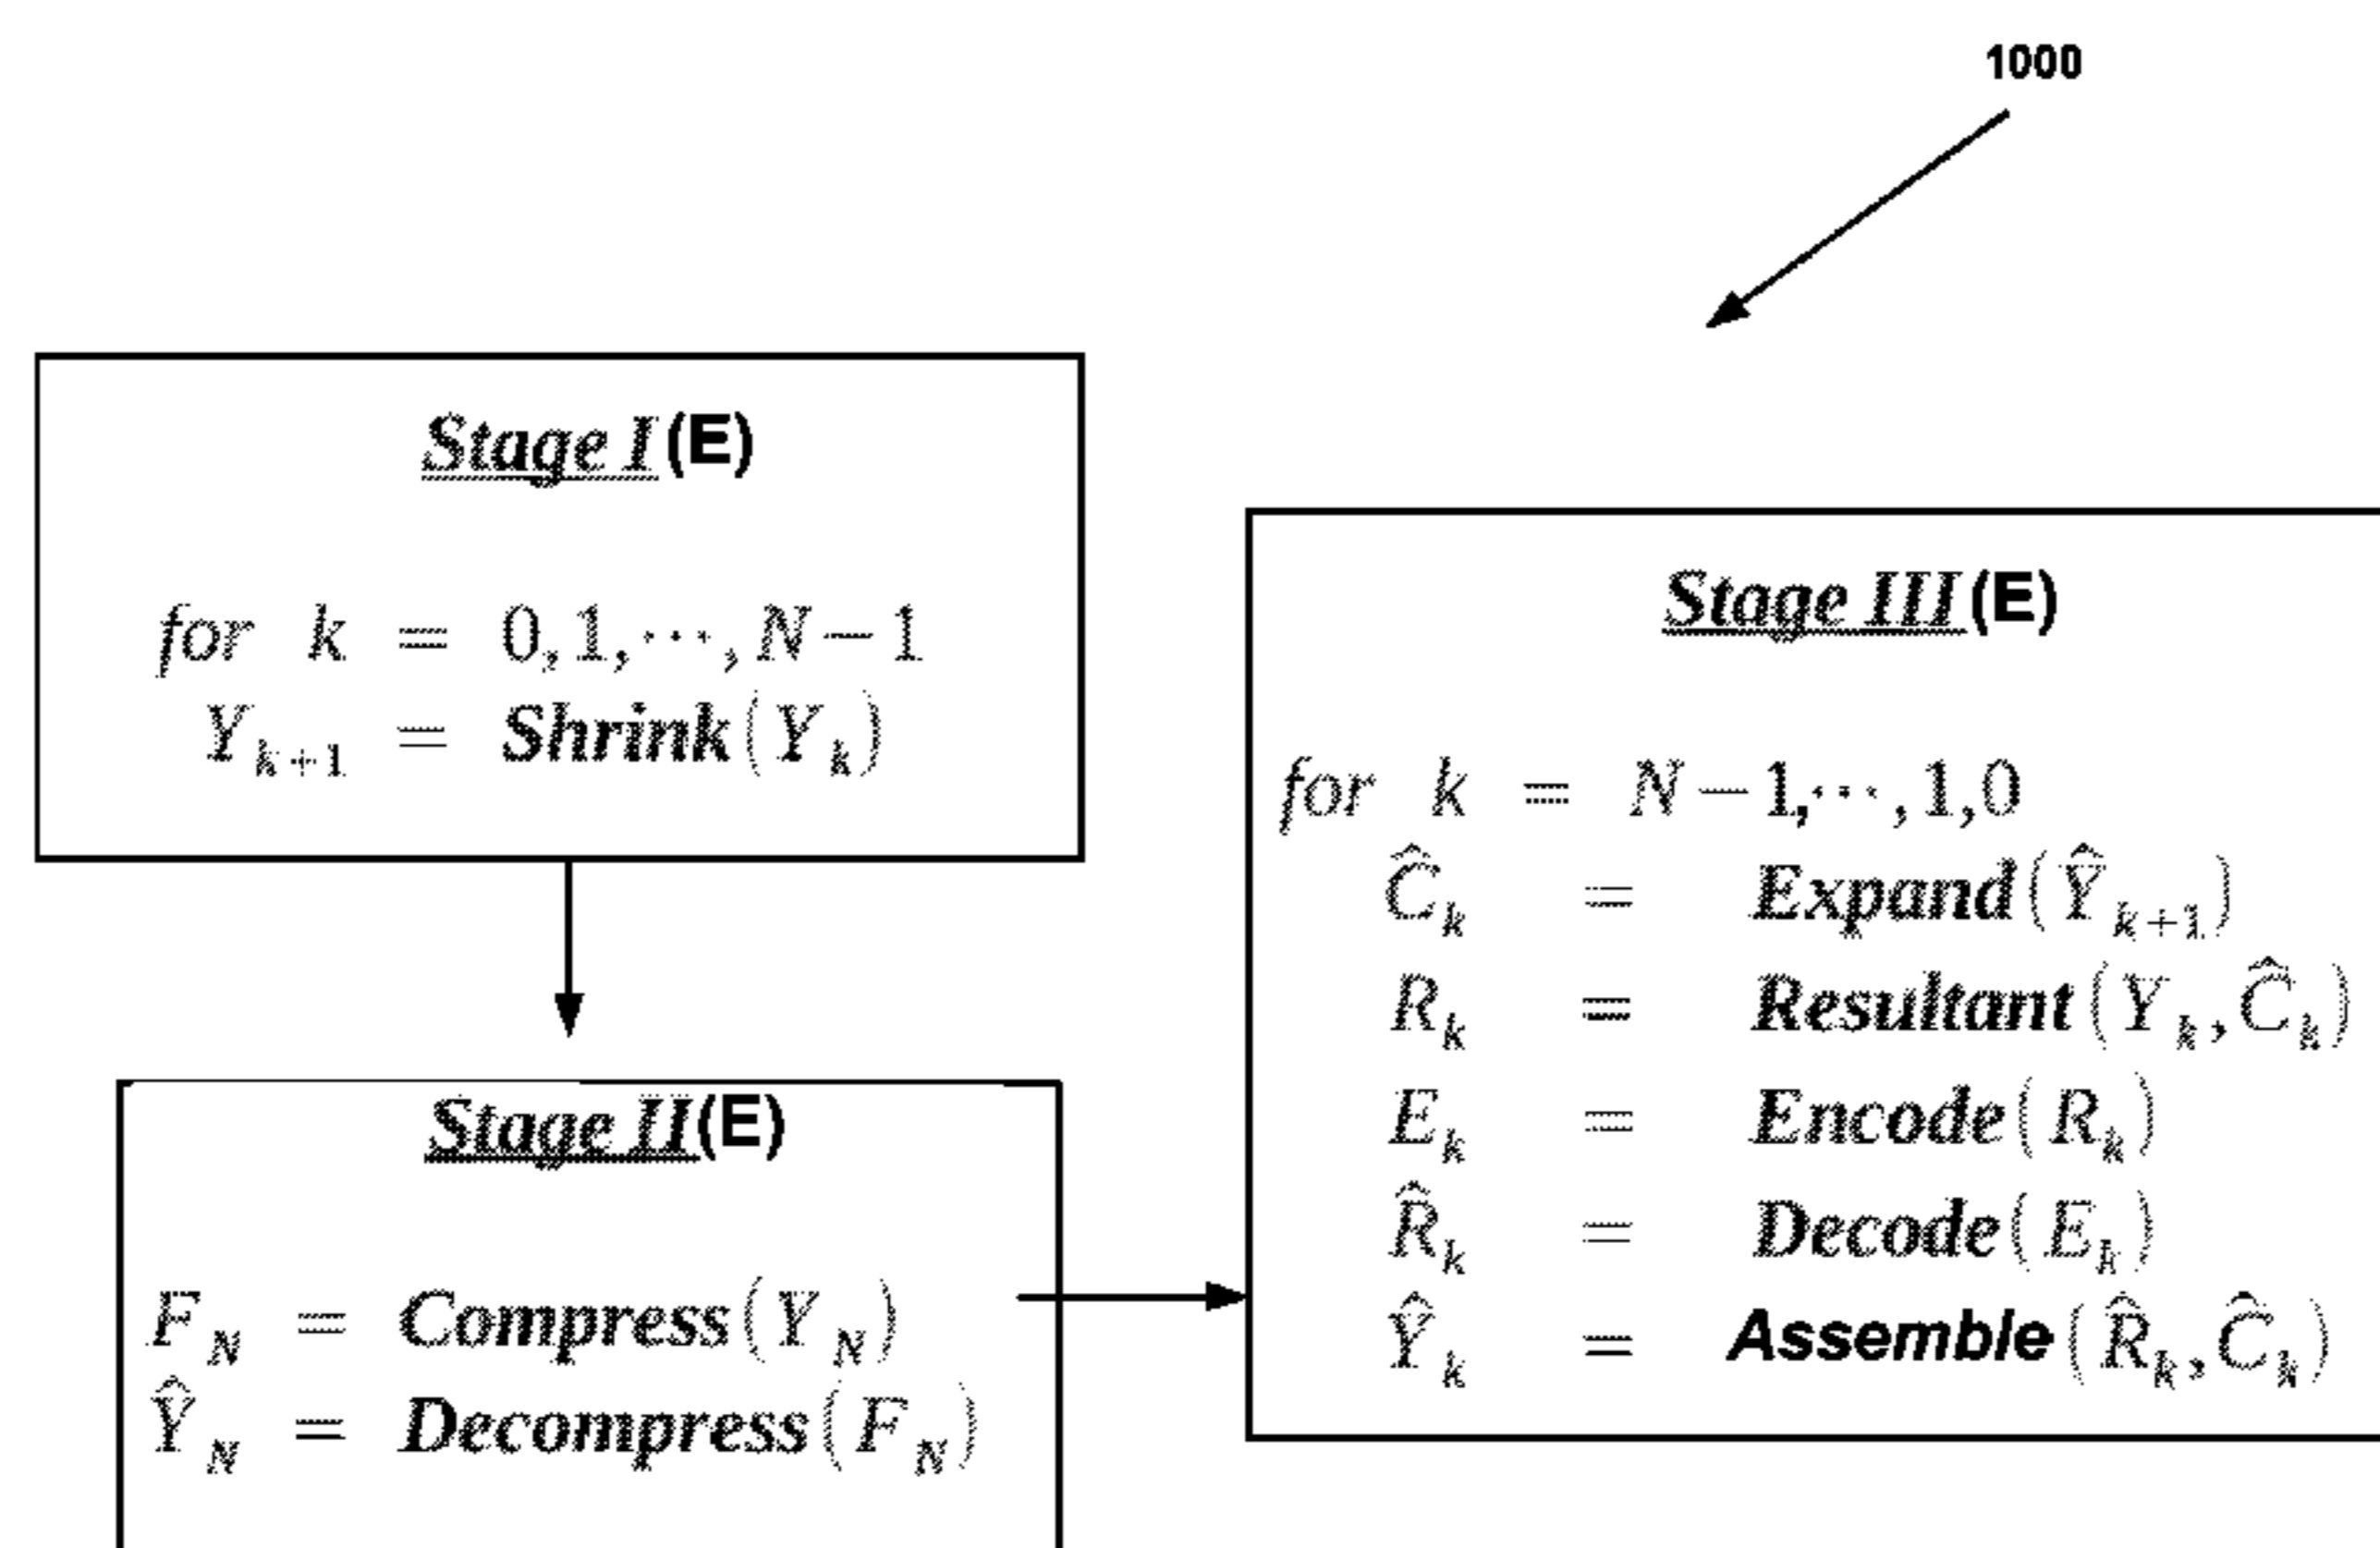 1000
Stage I (E)
for k = 0,1,⋯,N−1
Y_{k+1} = Shrink(Y_k)
Stage II (E)
F_N = Compress(Y_N)
Ŷ_N = Decompress(F_N)
Stage III (E)
for k = N−1,⋯,1,0
Ĉ_k = Expand(Ŷ_{k+1})
R_k = Resultant(Y_k,Ĉ_k)
E_k = Encode(R_k)
R̂_k = Decode(E_k)
Ŷ_k = Assemble(R̂_k,Ĉ_k)